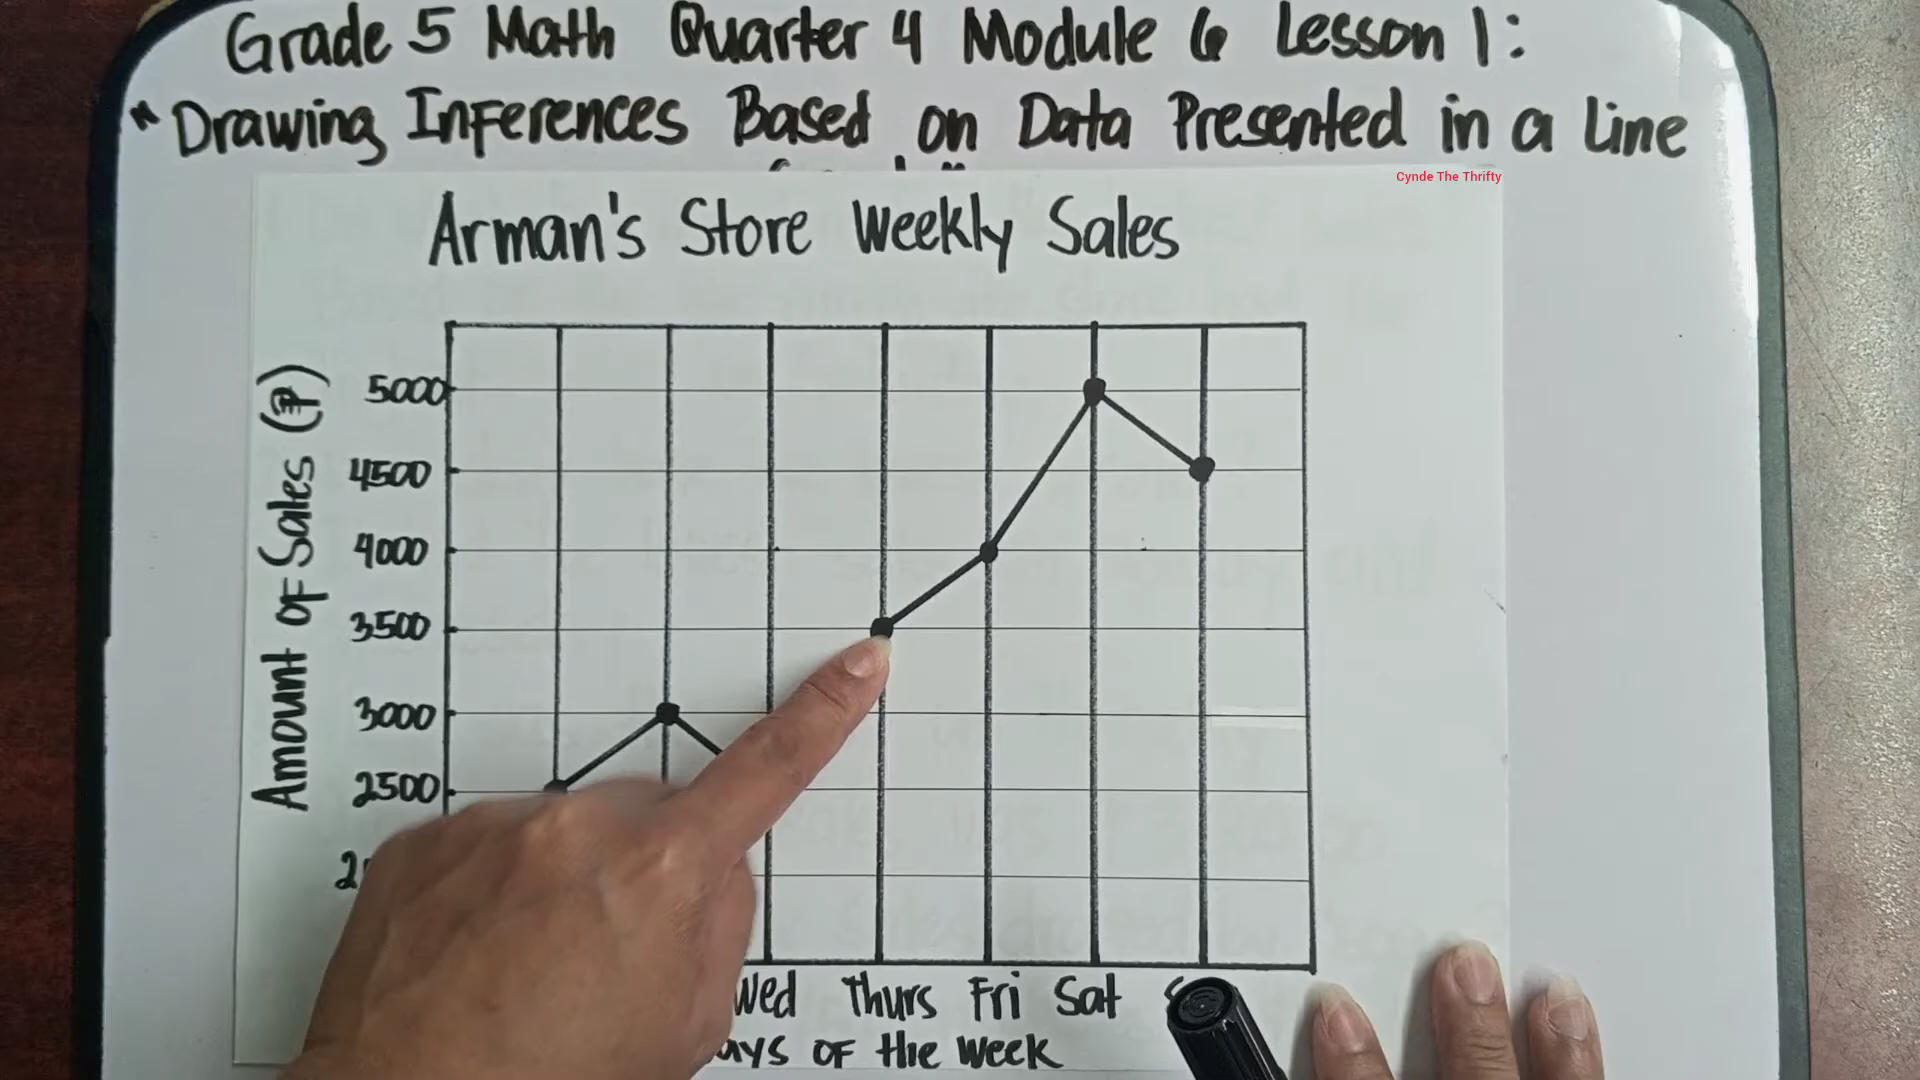 Grade 5 Math Quarter 4 Module 6 Lesson 1:
"Drawing Inferences Based on Data Presented in a Line
Cynde The Thrifty
Arman's Store Weekly Sales
Amount of Sales (₱)
5000
4500
4000
3500
3000
2500
Wed Thurs Fri Sat
of the Week